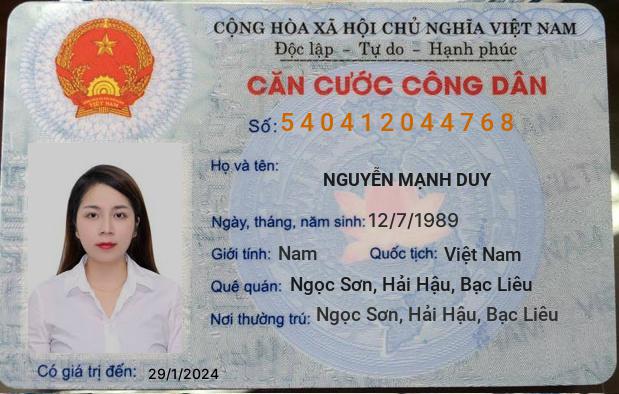 CỘNG HÒA XÃ HỘI CHỦ NGHĨA VIỆT NAM
Độc lập - Tự do - Hạnh phúc
CĂN CƯỚC CÔNG DÂN
Số: 540412044768
Họ và tên:
NGUYỄN MẠNH DUY
Ngày, tháng, năm sinh: 12/7/1989
Giới tính: Nam Quốc tịch: Việt Nam
Quê quán: Ngọc Sơn, Hải Hậu, Bạc Liêu
Nơi thường trú: Ngọc Sơn, Hải Hậu, Bạc Liêu
Có giá trị đến: 29/1/2024